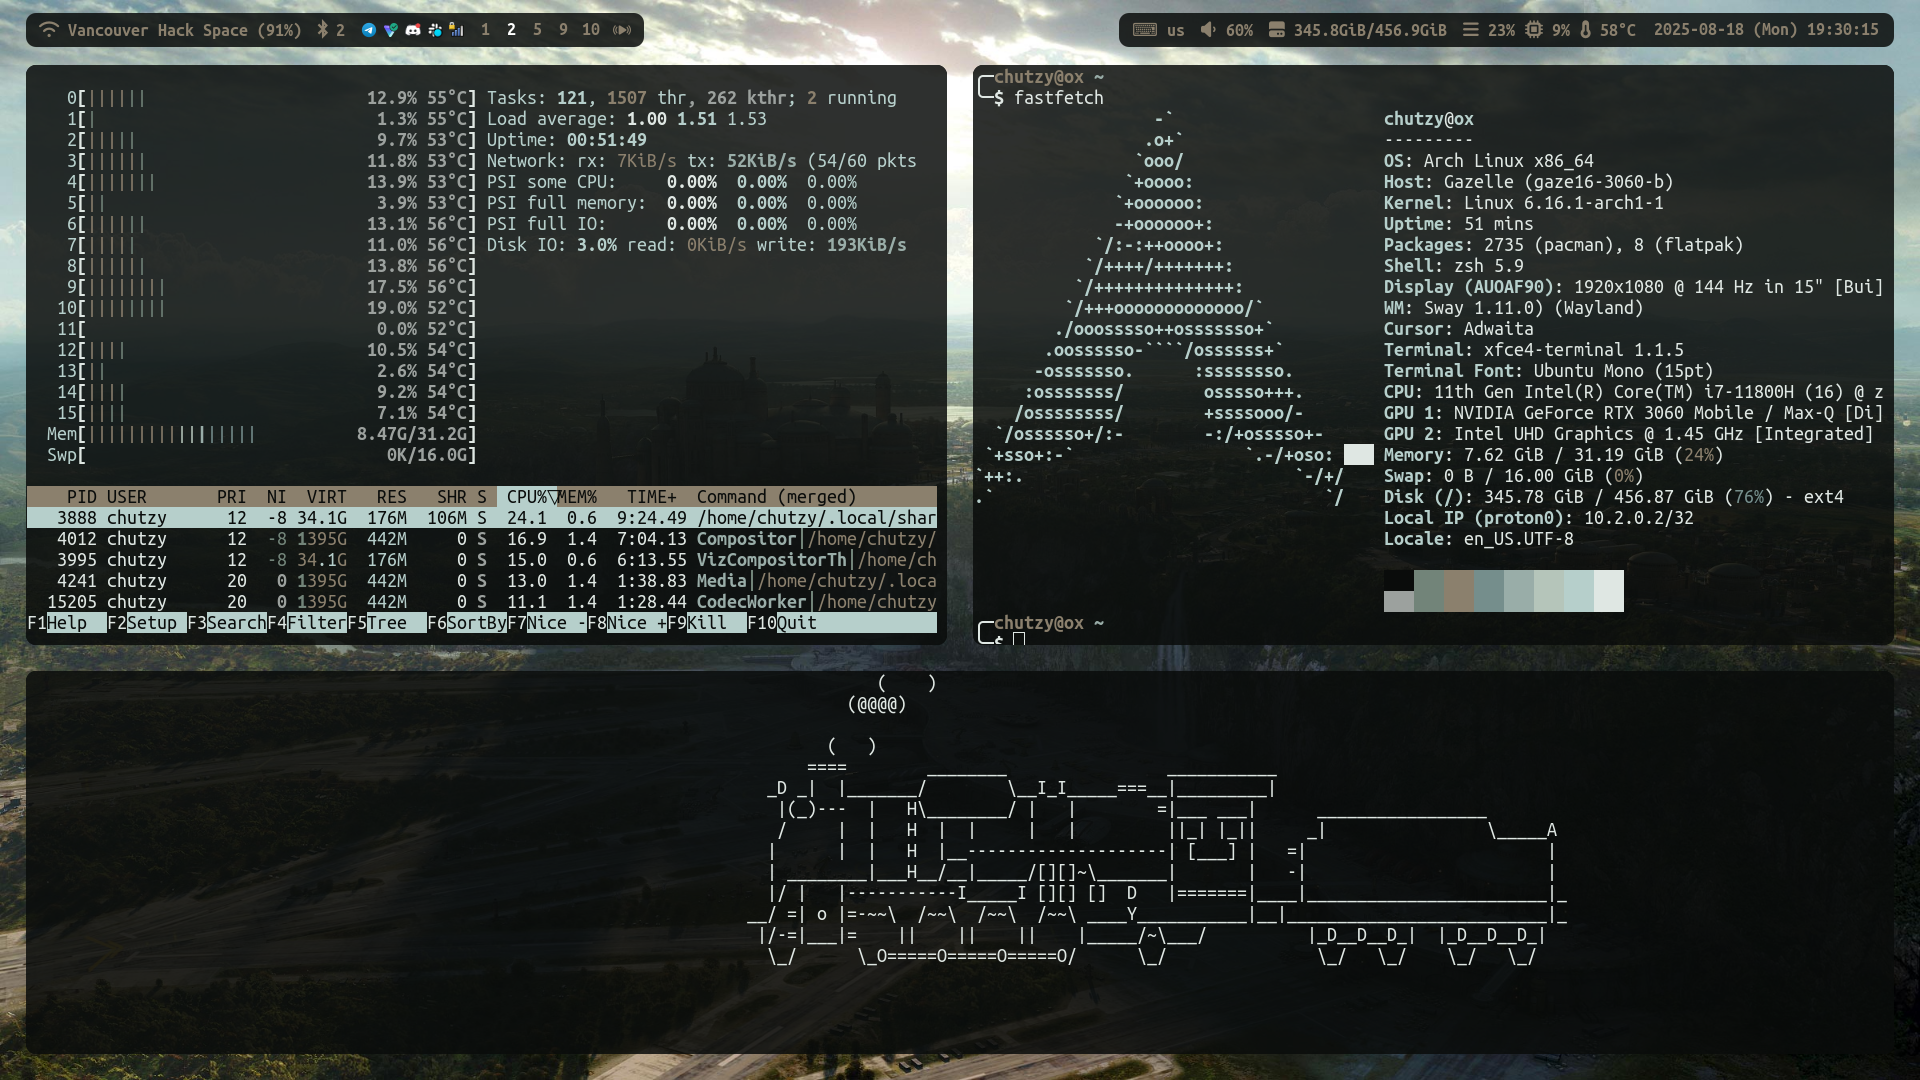 Vancouver Hack Space (91%) 2 1 2 5 9 10
us 60% 345.8GiB/456.9GiB 23% 9% 58°C 2025-08-18 (Mon) 19:30:15
0[|||||| 12.9% 55°C]
1[| 1.3% 55°C]
2[||||| 9.7% 53°C]
3[|||||| 11.8% 53°C]
4[||||||| 13.9% 53°C]
5[|| 3.9% 53°C]
6[|||||| 13.1% 56°C]
7[||||| 11.0% 56°C]
8[|||||| 13.8% 56°C]
9[|||||||| 17.5% 56°C]
10[|||||||| 19.0% 52°C]
11[ 0.0% 52°C]
12[|||| 10.5% 54°C]
13[|| 2.6% 54°C]
14[|||| 9.2% 54°C]
15[|||| 7.1% 54°C]
Mem[||||||||||||||||| 8.47G/31.2G]
Swp[ 0K/16.0G]
Tasks: 121, 1507 thr, 262 kthr; 2 running
Load average: 1.00 1.51 1.53
Uptime: 00:51:49
Network: rx: 7KiB/s tx: 52KiB/s (54/60 pkts
PSI some CPU: 0.00% 0.00% 0.00%
PSI full memory: 0.00% 0.00% 0.00%
PSI full IO: 0.00% 0.00% 0.00%
Disk IO: 3.0% read: 0KiB/s write: 193KiB/s
PID USER PRI NI VIRT RES SHR S CPU%▽MEM% TIME+ Command (merged)
3888 chutzy 12 -8 34.1G 176M 106M S 24.1 0.6 9:24.49 /home/chutzy/.local/shar
4012 chutzy 12 -8 1395G 442M 0 S 16.9 1.4 7:04.13 Compositor|/home/chutzy/
3995 chutzy 12 -8 34.1G 176M 0 S 15.0 0.6 6:13.55 VizCompositorTh|/home/ch
4241 chutzy 20 0 1395G 442M 0 S 13.0 1.4 1:38.83 Media|/home/chutzy/.loca
15205 chutzy 20 0 1395G 442M 0 S 11.1 1.4 1:28.44 CodecWorker|/home/chutzy
F1Help F2Setup F3SearchF4FilterF5Tree F6SortByF7Nice -F8Nice +F9Kill F10Quit
chutzy@ox ~
$ fastfetch
chutzy@ox
---------
OS: Arch Linux x86_64
Host: Gazelle (gaze16-3060-b)
Kernel: Linux 6.16.1-arch1-1
Uptime: 51 mins
Packages: 2735 (pacman), 8 (flatpak)
Shell: zsh 5.9
Display (AUOAF90): 1920x1080 @ 144 Hz in 15" [Bui]
WM: Sway 1.11.0) (Wayland)
Cursor: Adwaita
Terminal: xfce4-terminal 1.1.5
Terminal Font: Ubuntu Mono (15pt)
CPU: 11th Gen Intel(R) Core(TM) i7-11800H (16) @ z
GPU 1: NVIDIA GeForce RTX 3060 Mobile / Max-Q [Di]
GPU 2: Intel UHD Graphics @ 1.45 GHz [Integrated]
Memory: 7.62 GiB / 31.19 GiB (24%)
Swap: 0 B / 16.00 GiB (0%)
Disk (/): 345.78 GiB / 456.87 GiB (76%) - ext4
Local IP (proton0): 10.2.0.2/32
Locale: en_US.UTF-8
chutzy@ox ~
$